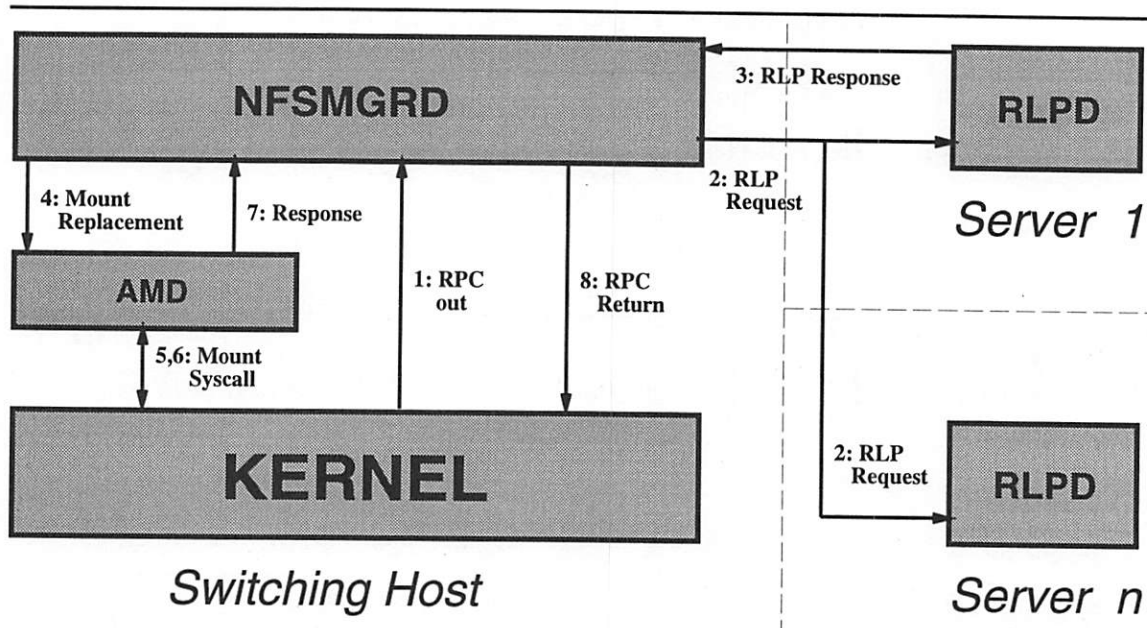 NFSMGRD
3: RLP Response
RLPD
2: RLP
Request
Server 1
4: Mount
Replacement
7: Response
AMD
1: RPC
out
8: RPC
Return
5,6: Mount
Syscall
KERNEL
2: RLP
Request
RLPD
Switching Host
Server n